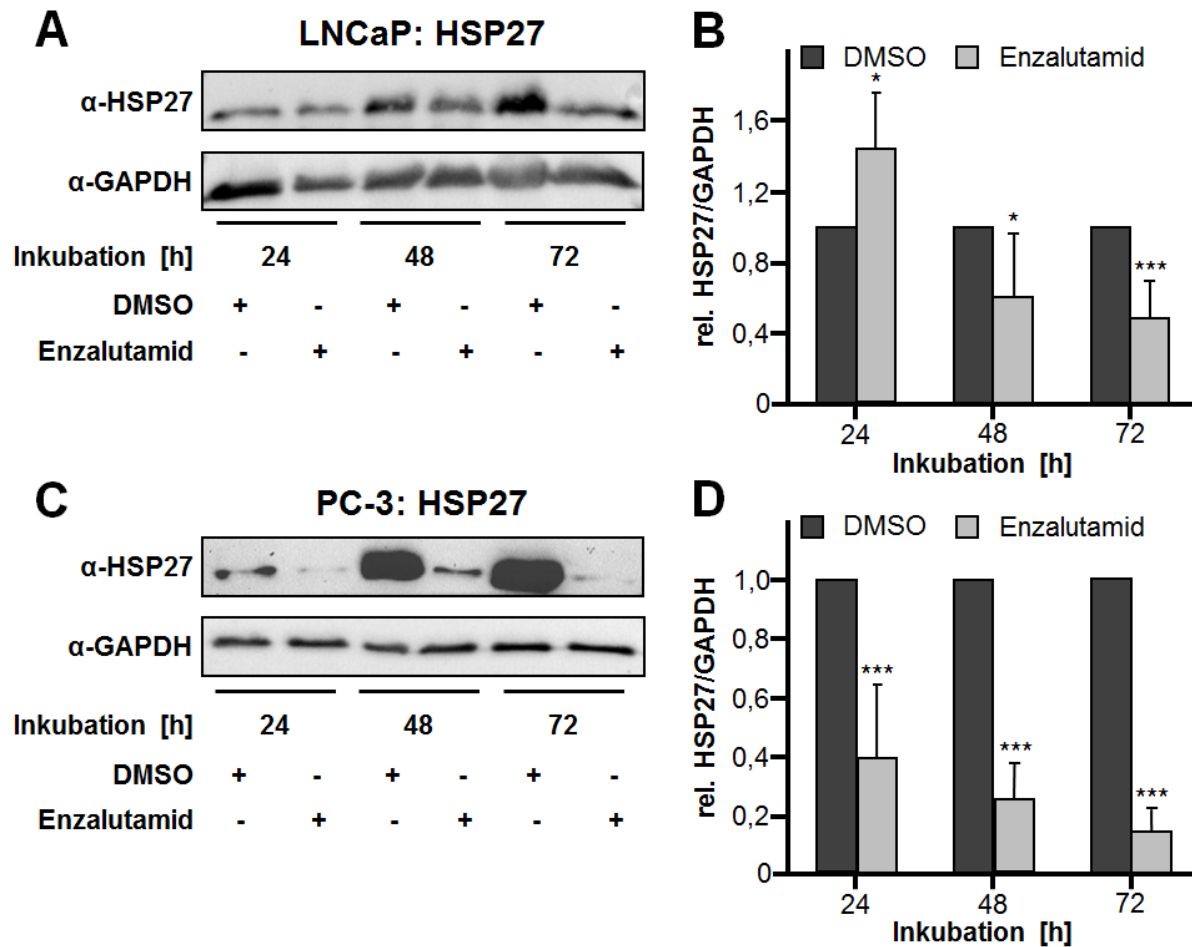 A
LNCaP: HSP27
α-HSP27
α-GAPDH
Inkubation [h] 24 48 72
DMSO + - + - + -
Enzalutamid - + - + - +
B
DMSO Enzalutamid
rel. HSP27/GAPDH
1,6
1,2
0,8
0,4
0
* * ***
24 48 72
Inkubation [h]
C
PC-3: HSP27
α-HSP27
α-GAPDH
Inkubation [h] 24 48 72
DMSO + - + - + -
Enzalutamid - + - + - +
D
DMSO Enzalutamid
rel. HSP27/GAPDH
1,0
0,8
0,6
0,4
0,2
0
*** *** ***
24 48 72
Inkubation [h]